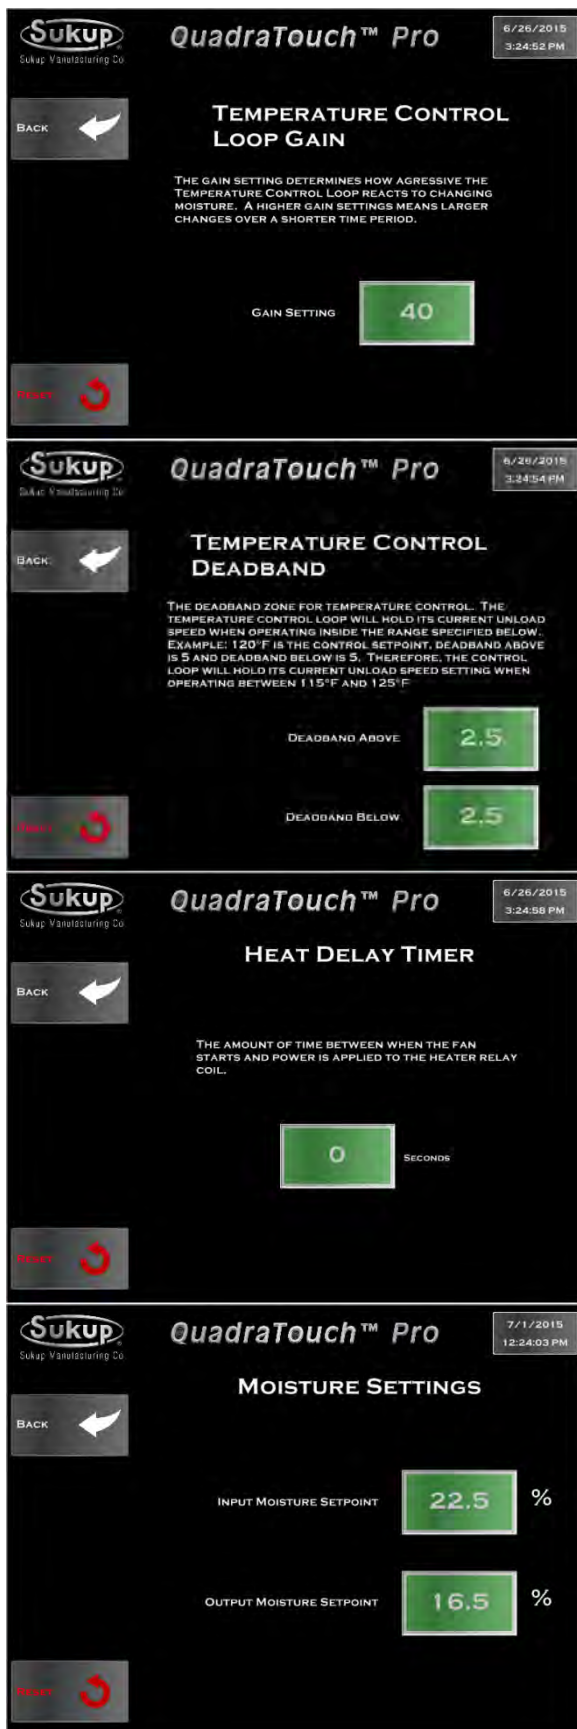 Sukup
QuadraTouch™ Pro
6/26/2015
3:24:52 PM
Sukup Manufacturing Co.
BACK
TEMPERATURE CONTROL
LOOP GAIN
THE GAIN SETTING DETERMINES HOW AGRESSIVE THE
TEMPERATURE CONTROL LOOP REACTS TO CHANGING
MOISTURE. A HIGHER GAIN SETTINGS MEANS LARGER
CHANGES OVER A SHORTER TIME PERIOD.
GAIN SETTING
40
RESET
Sukup
QuadraTouch™ Pro
6/26/2015
3:24:54 PM
Sukup Manufacturing Co.
BACK
TEMPERATURE CONTROL
DEADBAND
THE DEADBAND ZONE FOR TEMPERATURE CONTROL. THE
TEMPERATURE CONTROL LOOP WILL HOLD ITS CURRENT UNLOAD
SPEED WHEN OPERATING INSIDE THE RANGE SPECIFIED BELOW.
EXAMPLE: 120°F IS THE CONTROL SETPOINT, DEADBAND ABOVE
IS 5 AND DEADBAND BELOW IS 5. THEREFORE, THE CONTROL
LOOP WILL HOLD ITS CURRENT UNLOAD SPEED SETTING WHEN
OPERATING BETWEEN 115°F AND 125°F
DEADBAND ABOVE
2.5
DEADBAND BELOW
2.5
RESET
Sukup
QuadraTouch™ Pro
6/26/2015
3:24:58 PM
Sukup Manufacturing Co.
HEAT DELAY TIMER
BACK
THE AMOUNT OF TIME BETWEEN WHEN THE FAN
STARTS AND POWER IS APPLIED TO THE HEATER RELAY
COIL.
0
SECONDS
RESET
Sukup
QuadraTouch™ Pro
7/1/2015
12:24:03 PM
Sukup Manufacturing Co.
MOISTURE SETTINGS
BACK
INPUT MOISTURE SETPOINT
22.5
%
OUTPUT MOISTURE SETPOINT
16.5
%
RESET